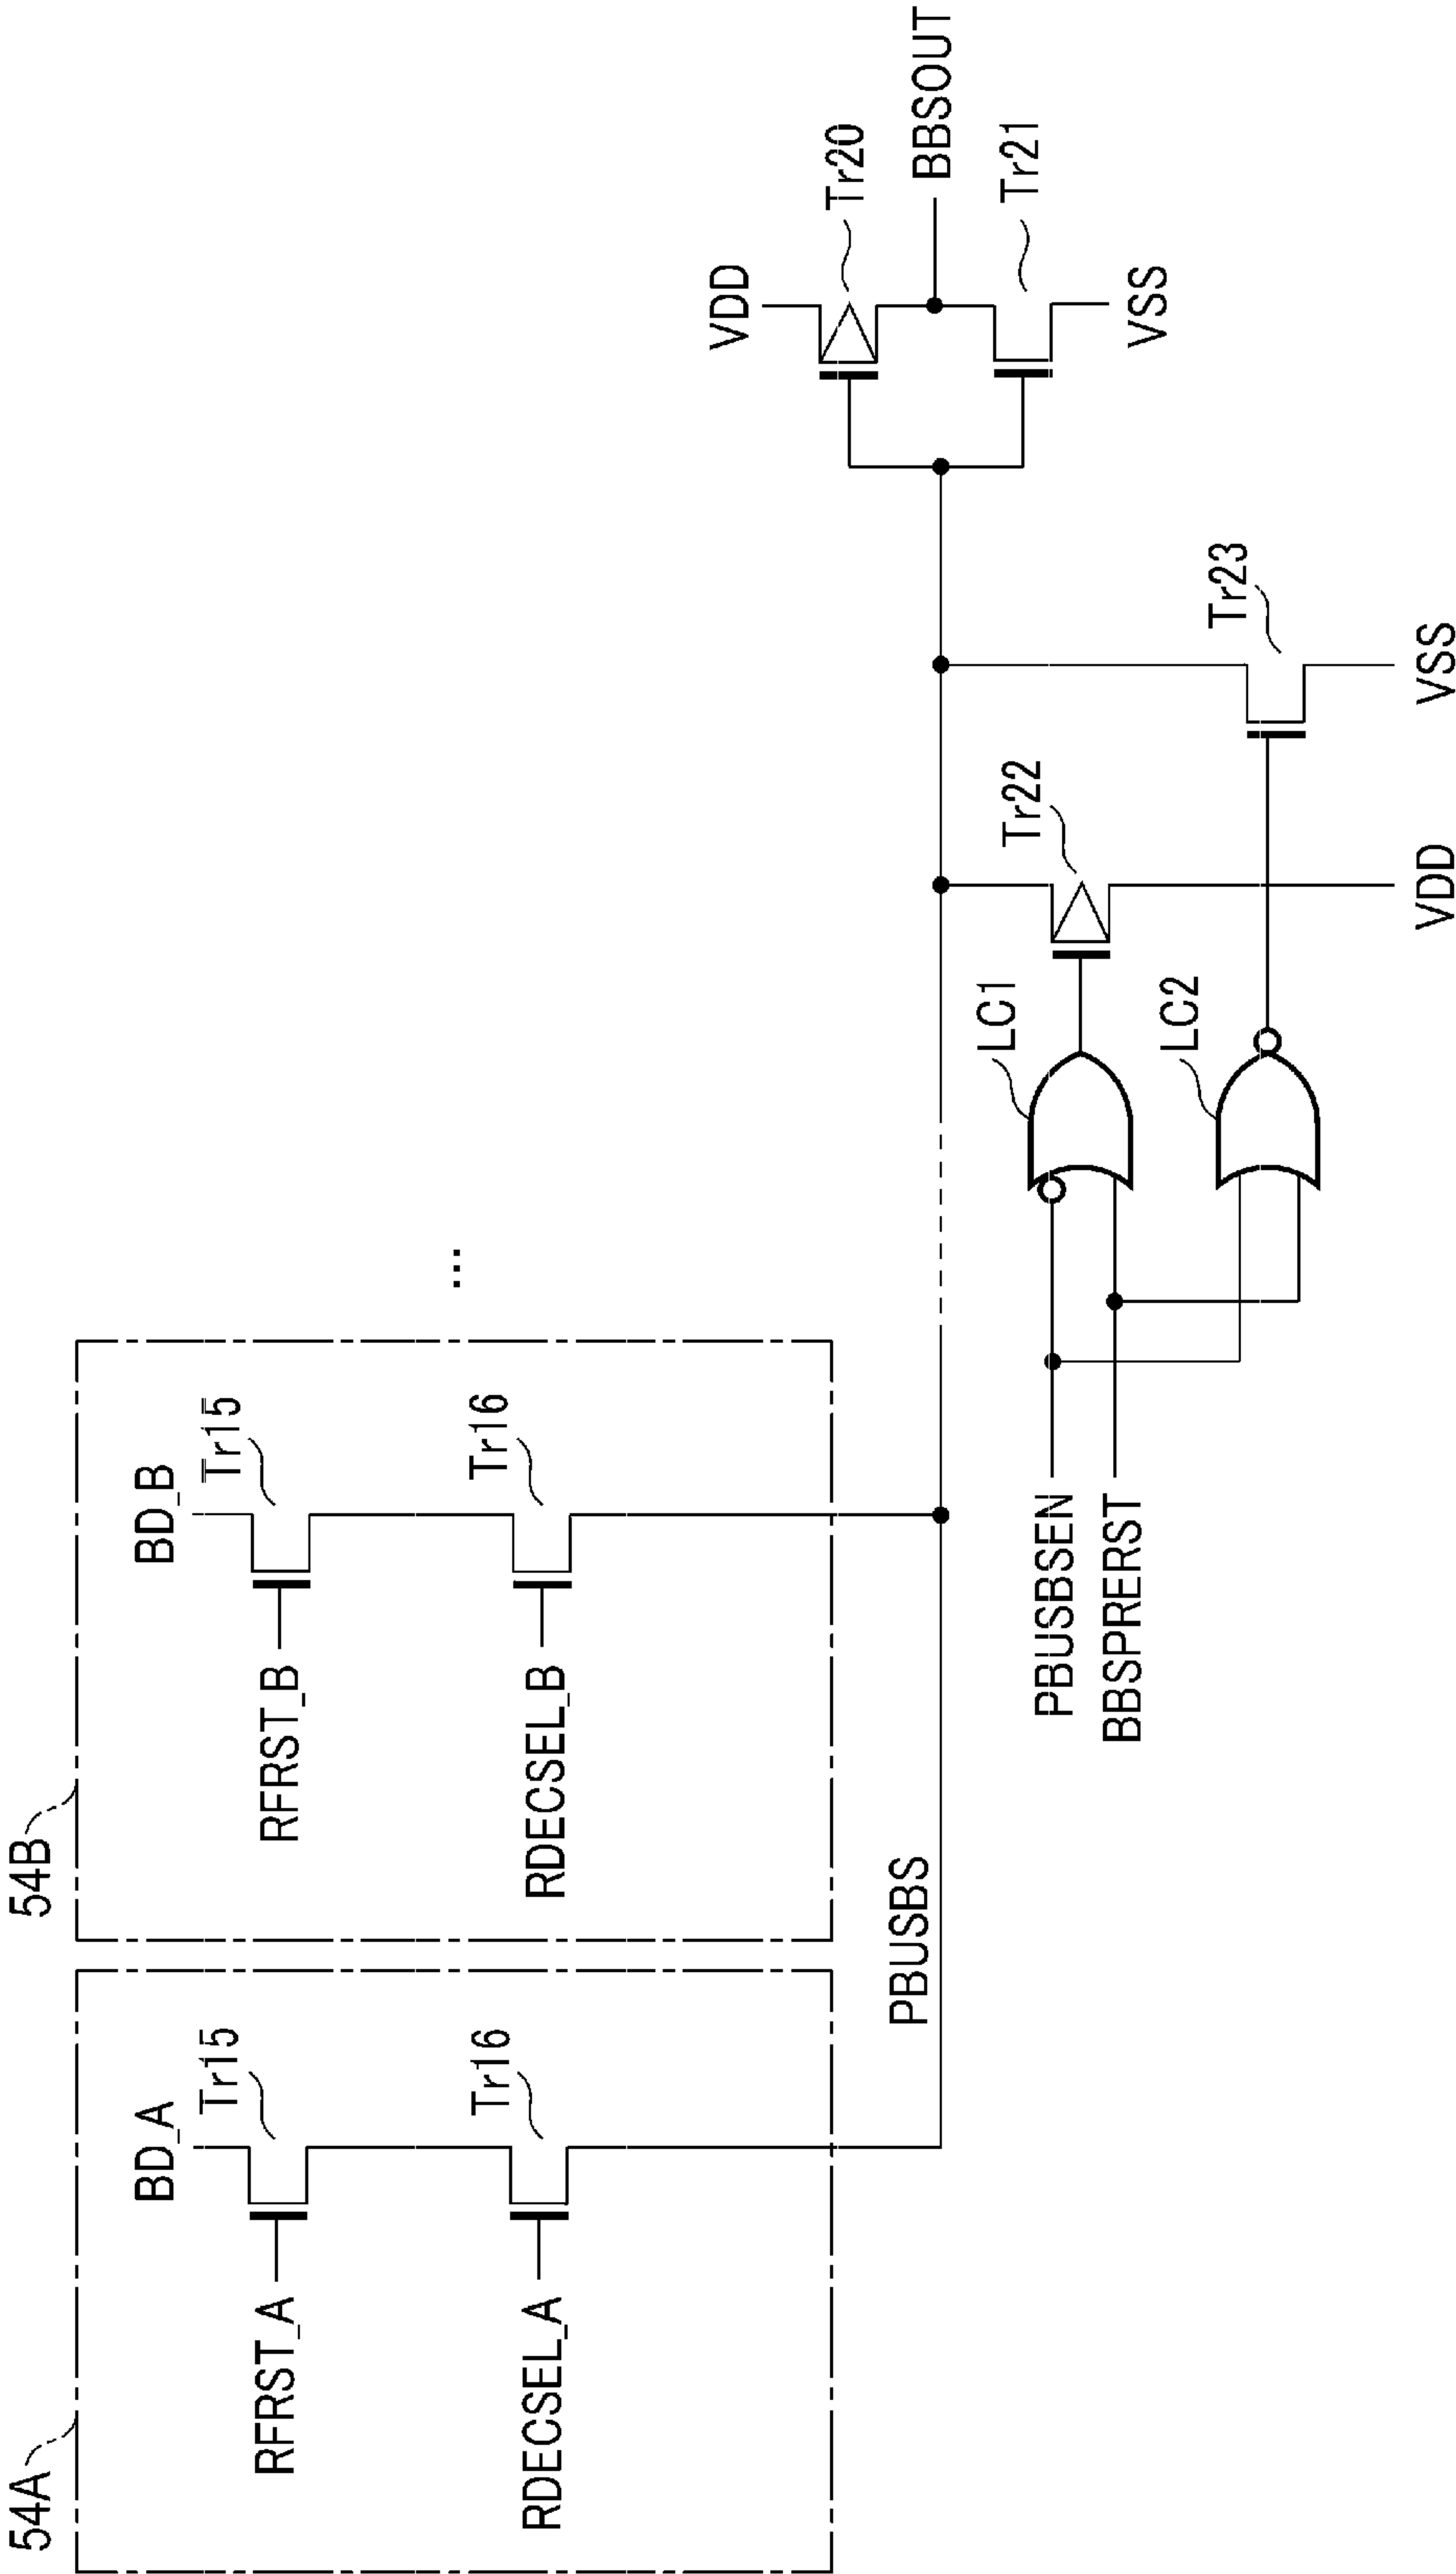 54A
BD_A
Tr15
RFRST_A
Tr16
RDECSEL_A
54B
BD_B
Tr15
RFRST_B
Tr16
RDECSEL_B
...
PBUSBS
PBUSBSEN
BBSPRERST
LC1
LC2
Tr22
VDD
Tr23
VSS
VDD
Tr20
BBSOUT
Tr21
VSS